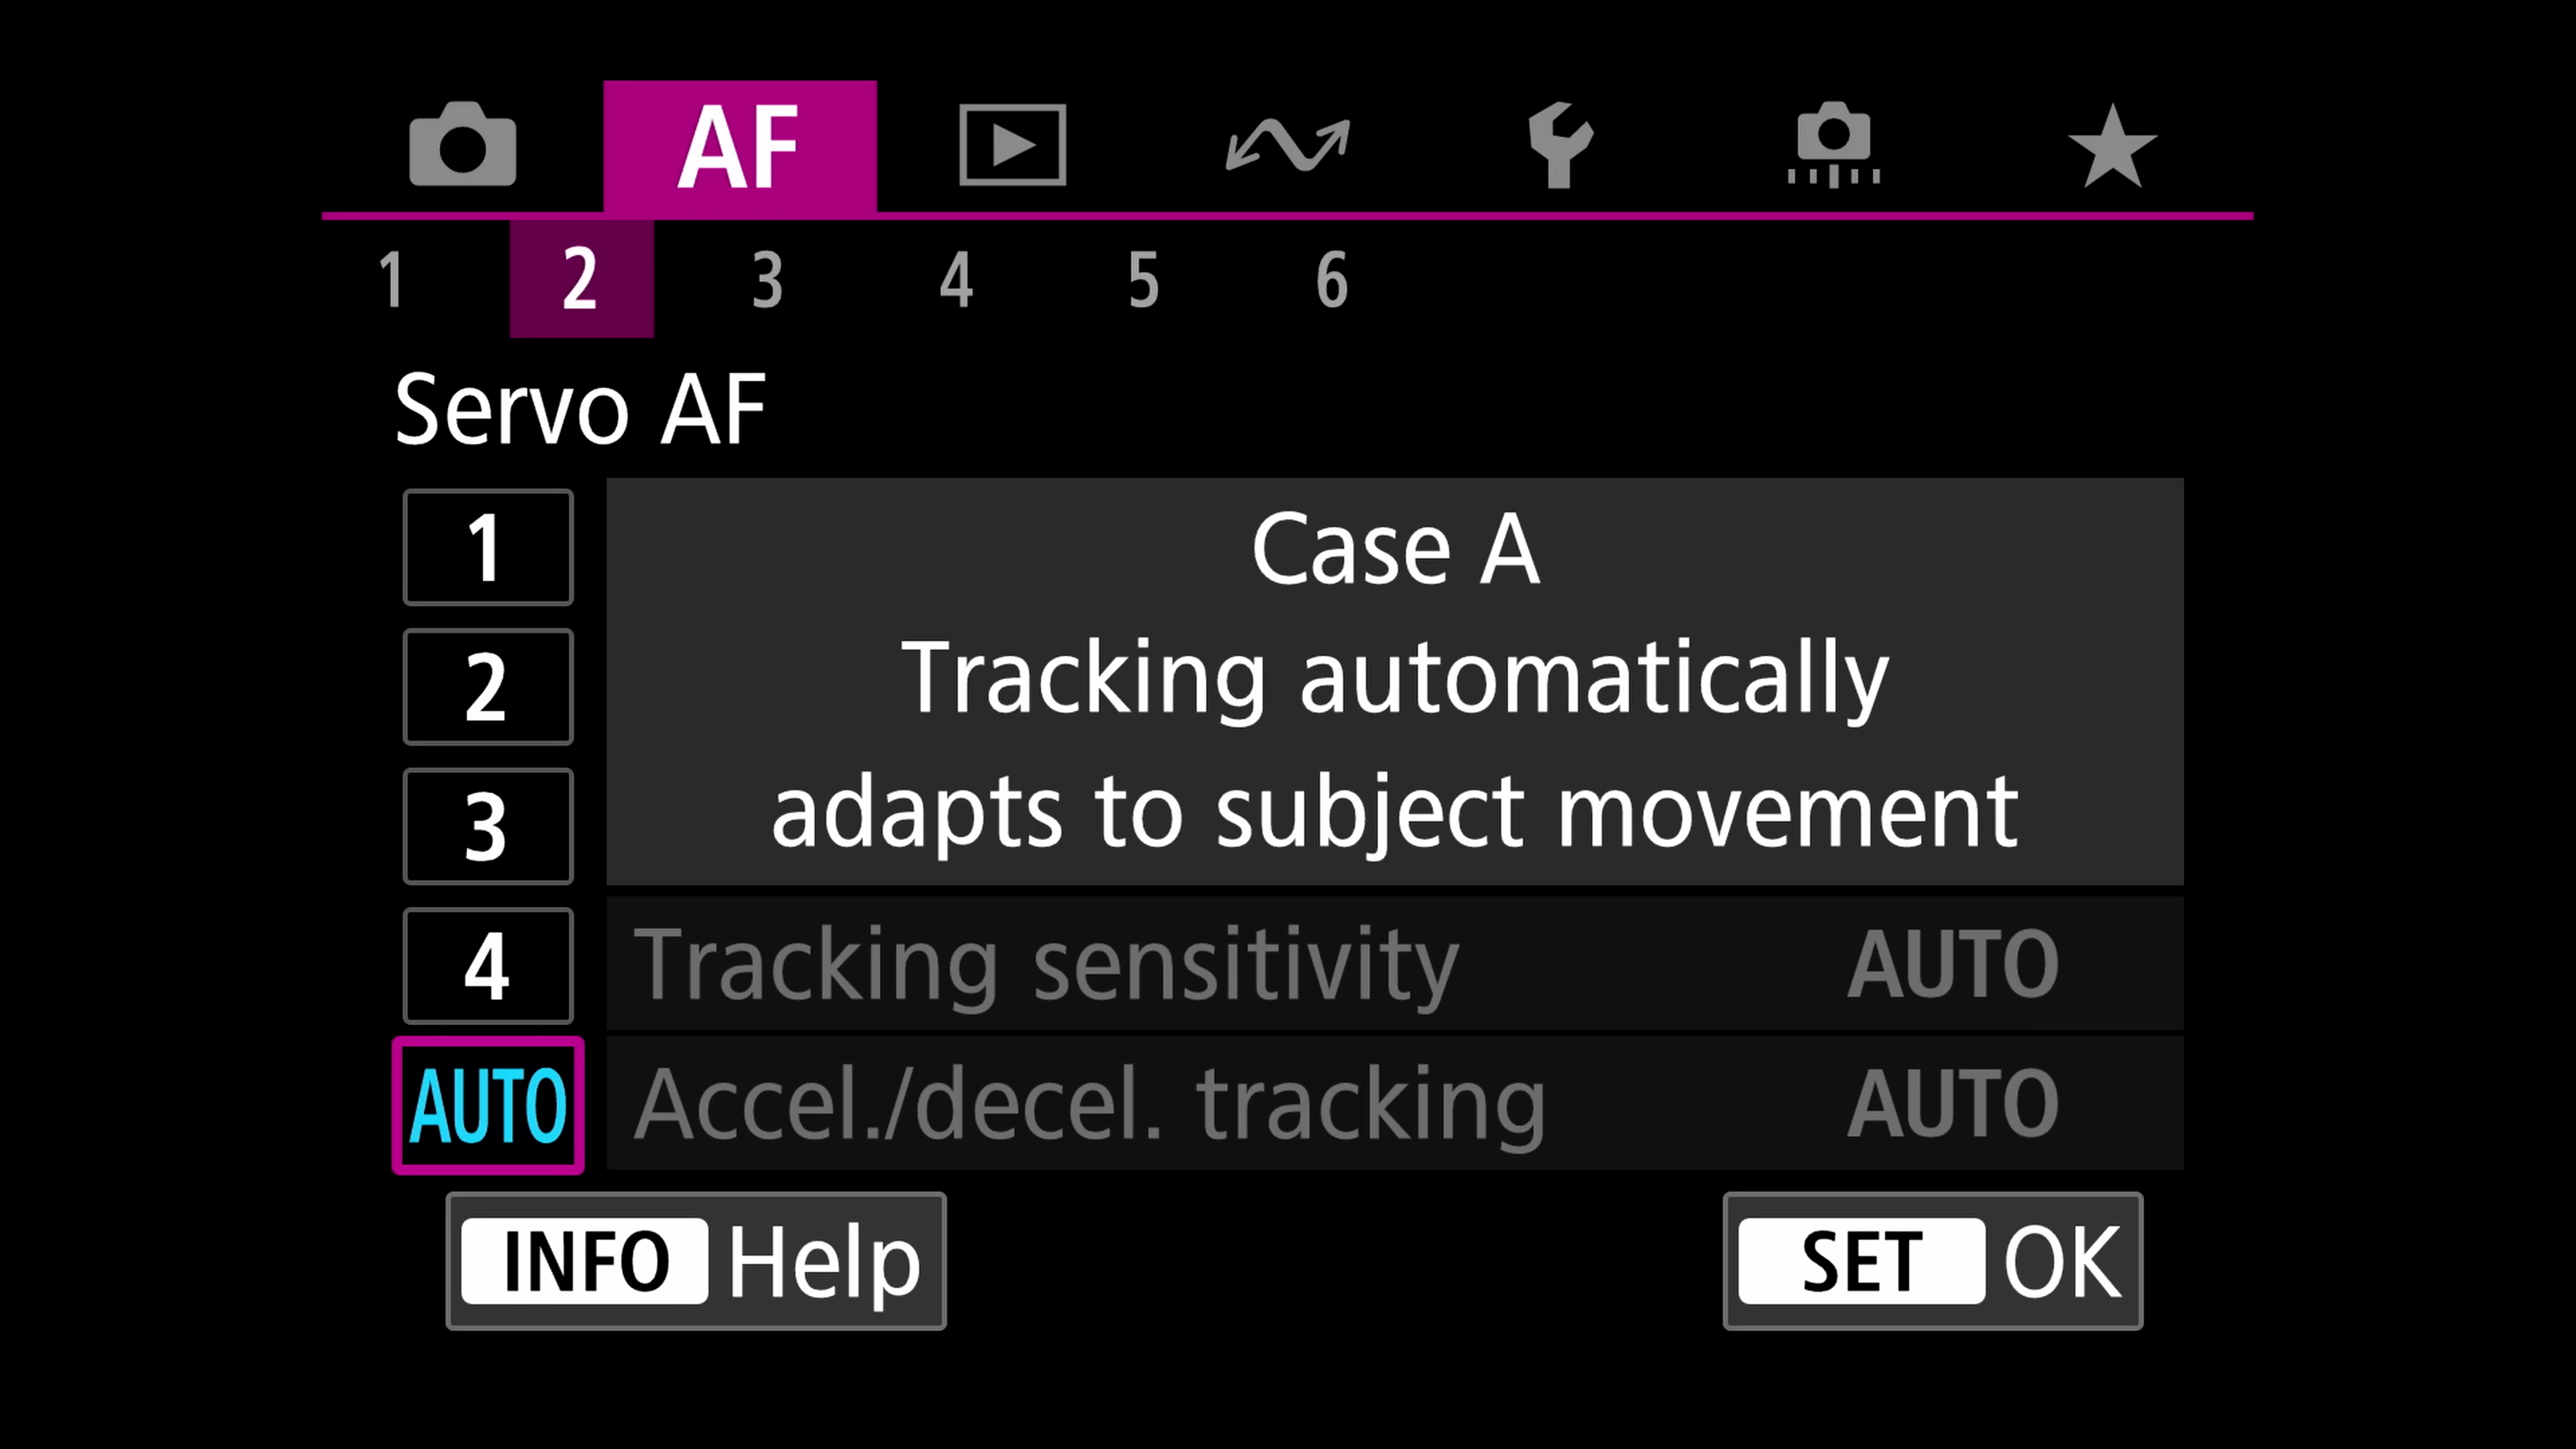 AF
1 2 3 4 5 6
Servo AF
1
2
3
4
AUTO
Case A
Tracking automatically
adapts to subject movement
Tracking sensitivity AUTO
Accel./decel. tracking AUTO
INFO Help SET OK